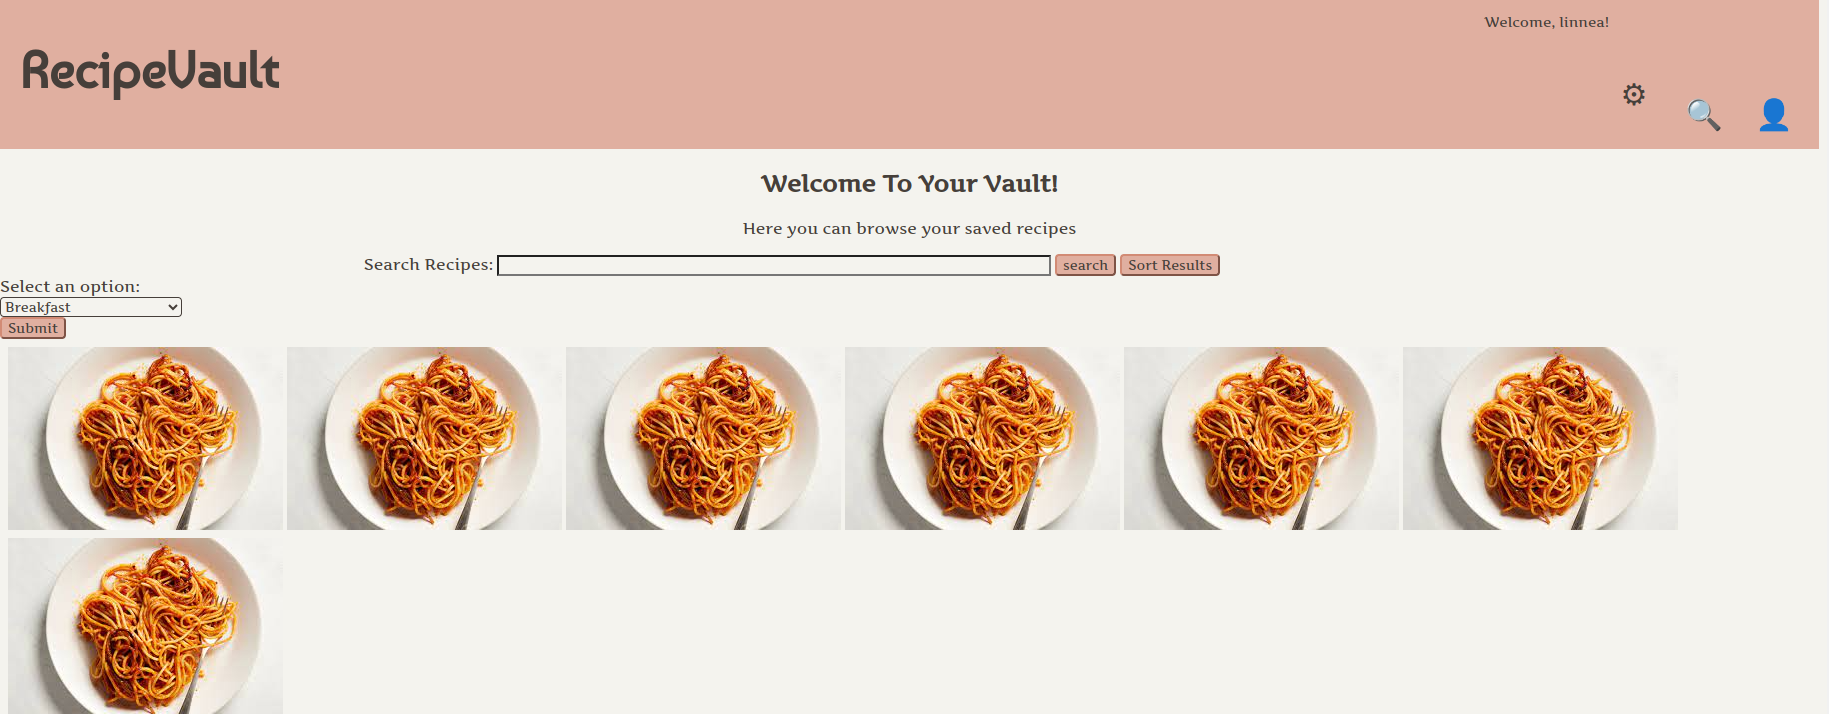 Welcome, linnea!
RecipeVault
Welcome To Your Vault!
Here you can browse your saved recipes
Search Recipes: search Sort Results
Select an option:
Breakfast
Submit